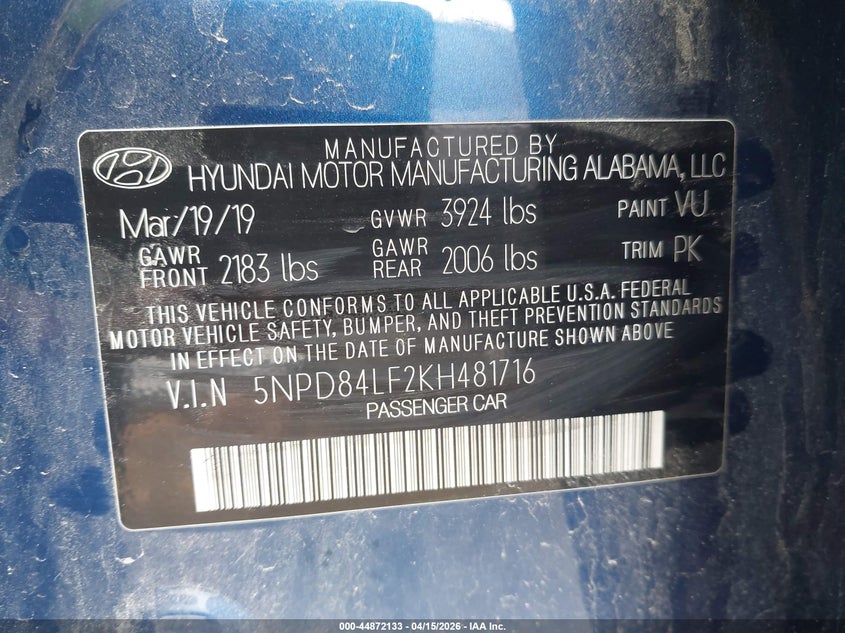 MANUFACTURED BY
HYUNDAI MOTOR MANUFACTURING ALABAMA, LLC
Mar/19/19 GVWR 3924 lbs PAINT VU
GAWR FRONT 2183 lbs GAWR REAR 2006 lbs TRIM PK
THIS VEHICLE CONFORMS TO ALL APPLICABLE U.S.A. FEDERAL
MOTOR VEHICLE SAFETY, BUMPER, AND THEFT PREVENTION STANDARDS
IN EFFECT ON THE DATE OF MANUFACTURE SHOWN ABOVE
V.I.N 5NPD84LF2KH481716
PASSENGER CAR
000-44872133 - 04/15/2026 - IAA Inc.